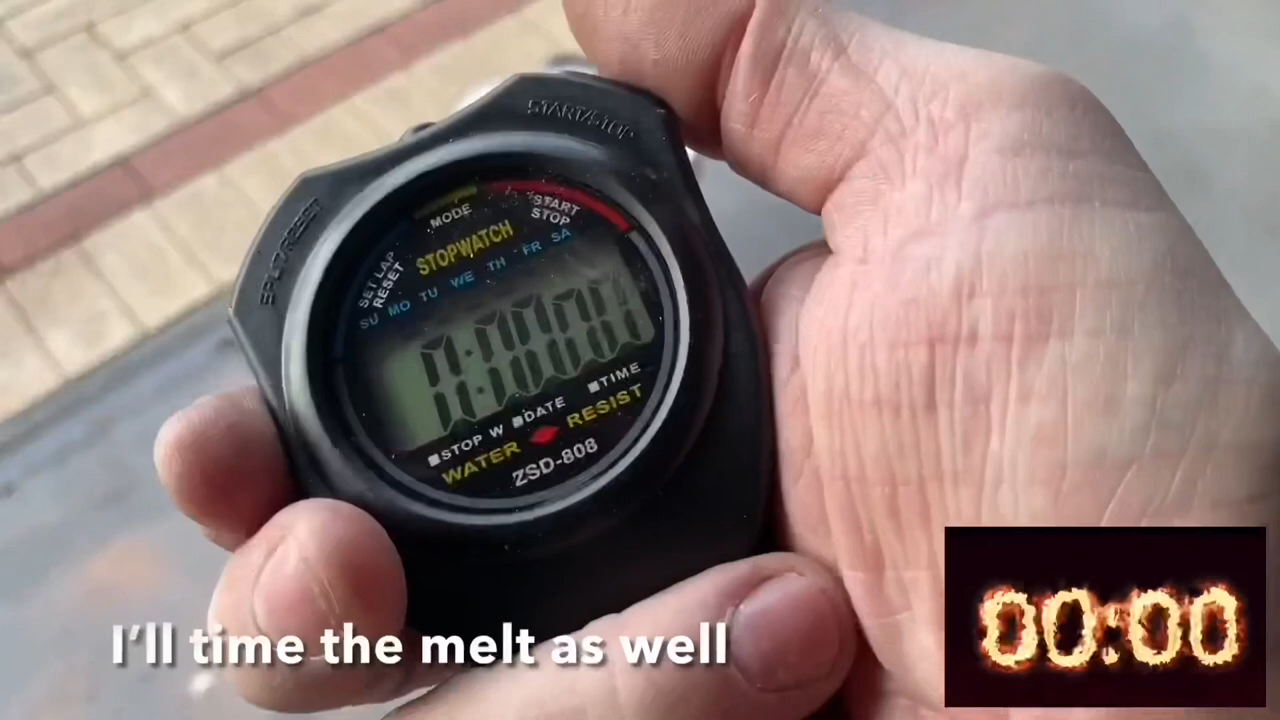 START/STOP
MODE
START
STOP
SPLIT/RESET
SET LAP
RESET
STOPWATCH
SU MO TU WE TH FR SA
STOP W DATE TIME
WATER RESIST
ZSD-808
I’ll time the melt as well
00:00